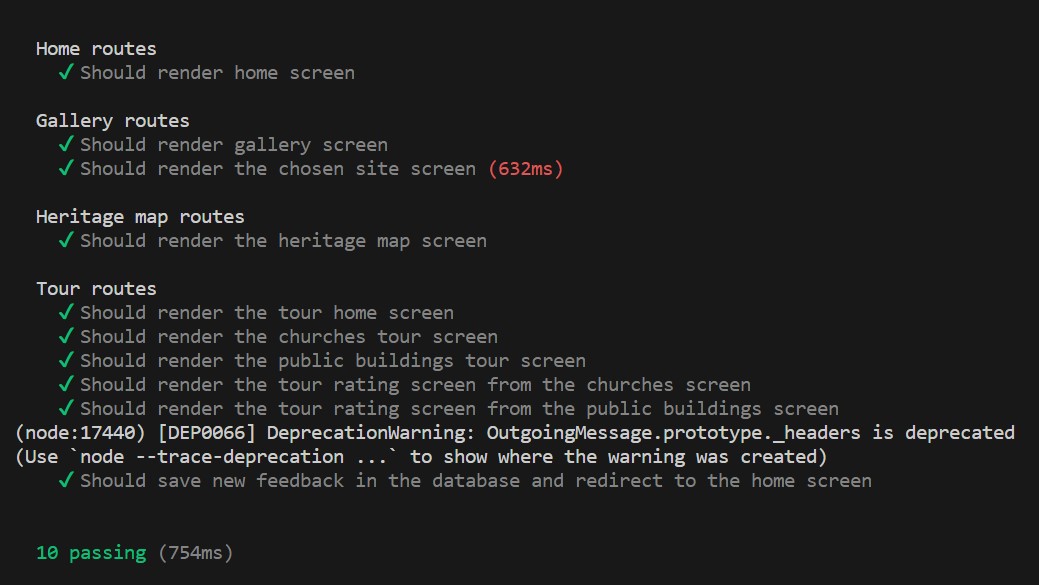 Home routes
✓ Should render home screen
Gallery routes
✓ Should render gallery screen
✓ Should render the chosen site screen (632ms)
Heritage map routes
✓ Should render the heritage map screen
Tour routes
✓ Should render the tour home screen
✓ Should render the churches tour screen
✓ Should render the public buildings tour screen
✓ Should render the tour rating screen from the churches screen
✓ Should render the tour rating screen from the public buildings screen
(node:17440) [DEP0066] DeprecationWarning: OutgoingMessage.prototype._headers is deprecated
(Use `node --trace-deprecation ...` to show where the warning was created)
✓ Should save new feedback in the database and redirect to the home screen
10 passing (754ms)